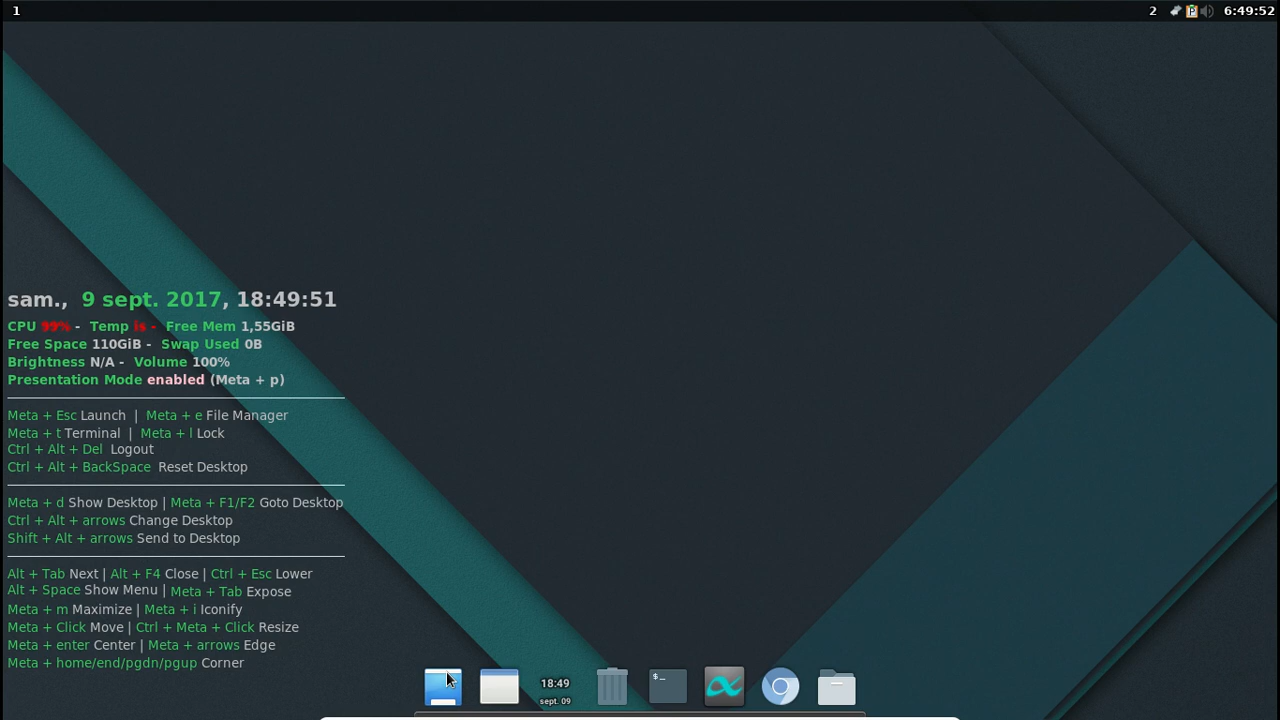 1
2 6:49:52
sam., 9 sept. 2017, 18:49:51
CPU 99% - Temp is - Free Mem 1,55GiB
Free Space 110GiB - Swap Used 0B
Brightness N/A - Volume 100%
Presentation Mode enabled (Meta + p)
Meta + Esc Launch | Meta + e File Manager
Meta + t Terminal | Meta + l Lock
Ctrl + Alt + Del Logout
Ctrl + Alt + BackSpace Reset Desktop
Meta + d Show Desktop | Meta + F1/F2 Goto Desktop
Ctrl + Alt + arrows Change Desktop
Shift + Alt + arrows Send to Desktop
Alt + Tab Next | Alt + F4 Close | Ctrl + Esc Lower
Alt + Space Show Menu | Meta + Tab Expose
Meta + m Maximize | Meta + i Iconify
Meta + Click Move | Ctrl + Meta + Click Resize
Meta + enter Center | Meta + arrows Edge
Meta + home/end/pgdn/pgup Corner
18:49
sept. 09
$_